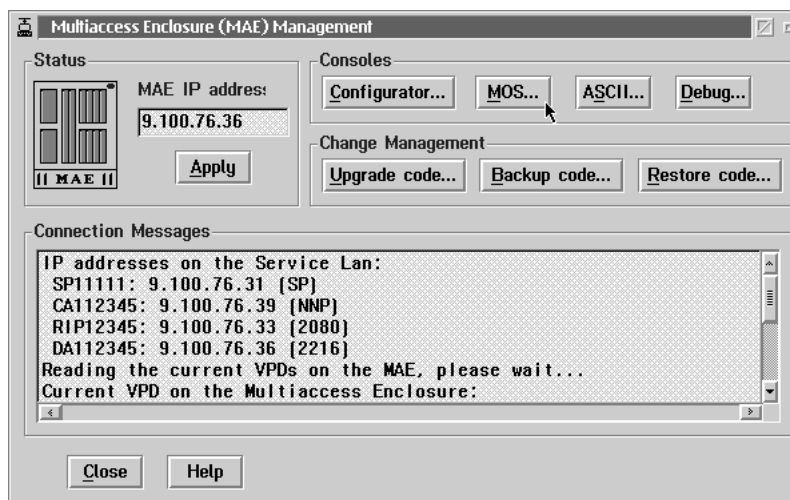 Multiaccess Enclosure (MAE) Management
Status
|| MAE ||
MAE IP address
9.100.76.36
Apply
Consoles
Configurator...
MOS...
ASCII...
Debug...
Change Management
Upgrade code...
Backup code...
Restore code...
Connection Messages
IP addresses on the Service Lan:
SP11111: 9.100.76.31 (SP)
CA112345: 9.100.76.39 (NNP)
RIP12345: 9.100.76.33 (2080)
DA112345: 9.100.76.36 (2216)
Reading the current VPDs on the MAE, please wait...
Current VPD on the Multiaccess Enclosure:
Close
Help